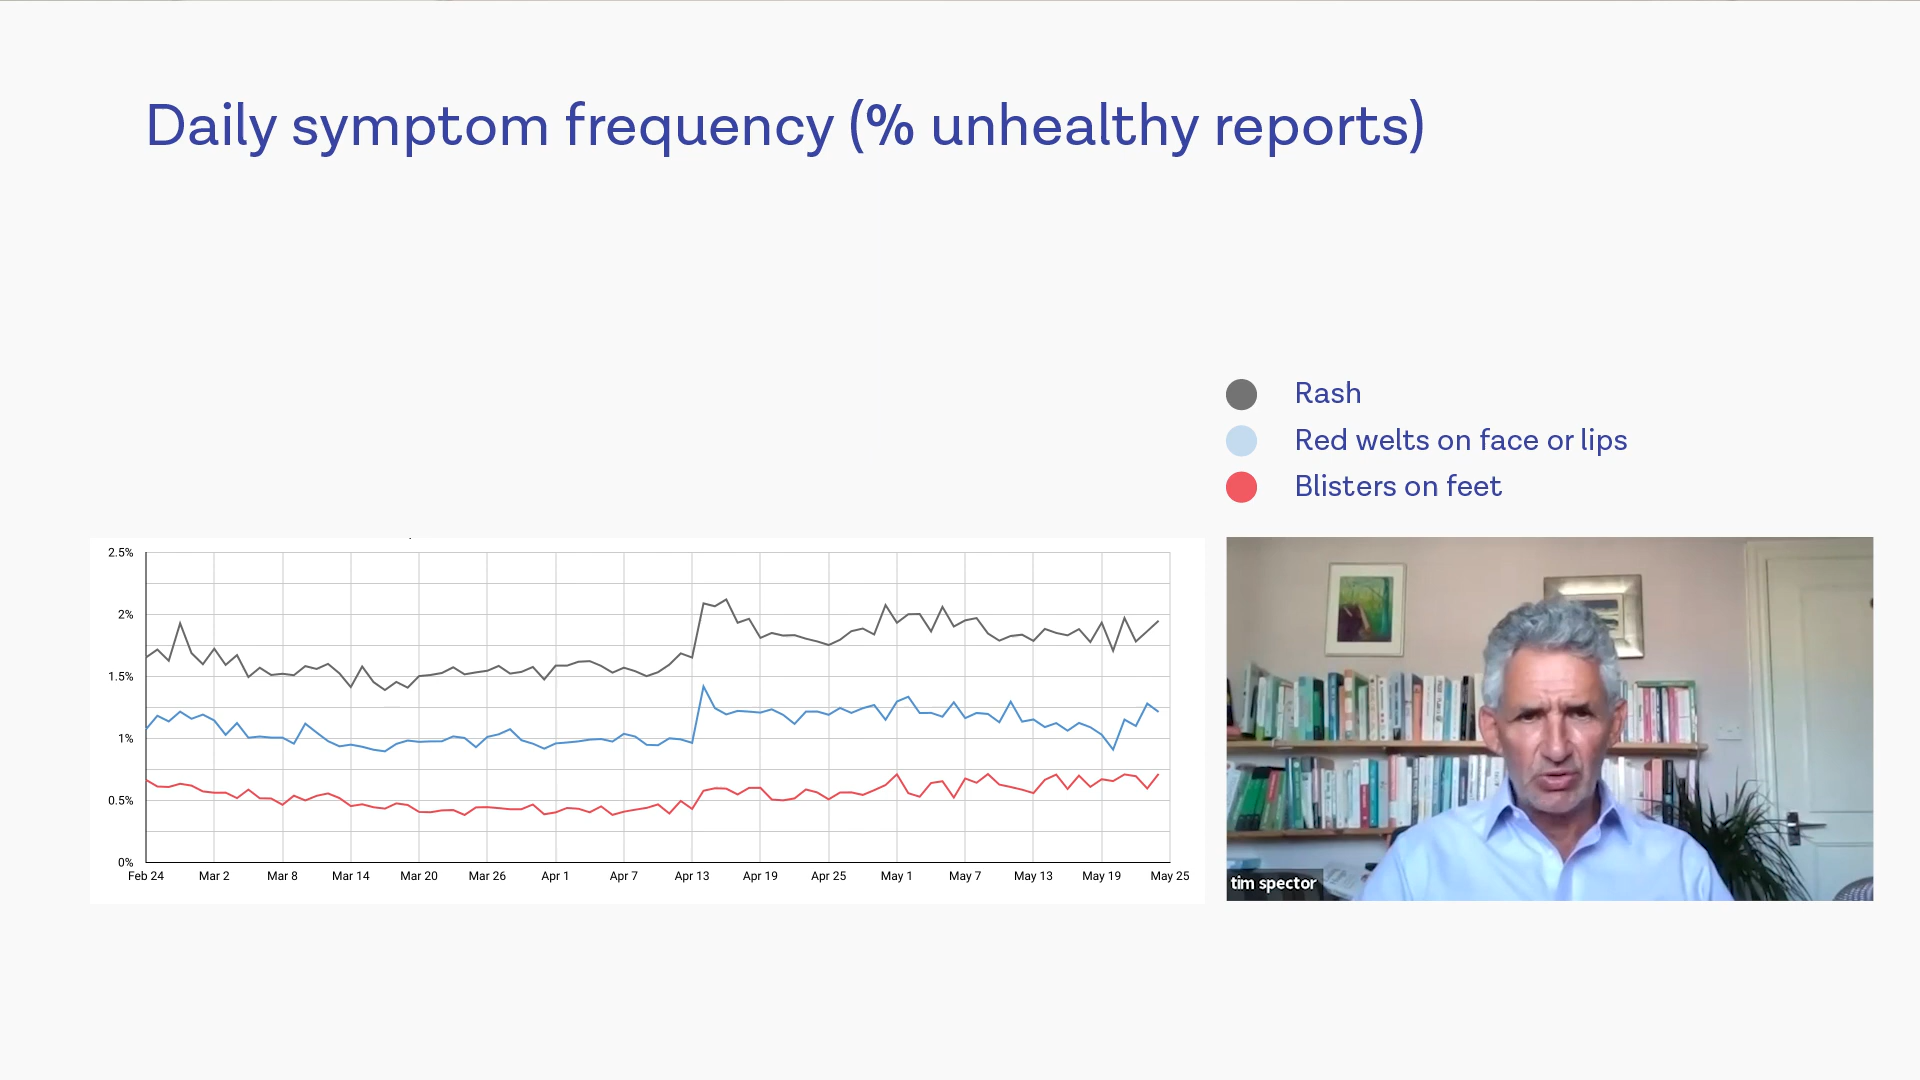 Daily symptom frequency (% unhealthy reports)
Rash
Red welts on face or lips
Blisters on feet
2.5%
2%
1.5%
1%
0.5%
0%
Feb 24 Mar 2 Mar 8 Mar 14 Mar 20 Mar 26 Apr 1 Apr 7 Apr 13 Apr 19 Apr 25 May 1 May 7 May 13 May 19 May 25
tim spector